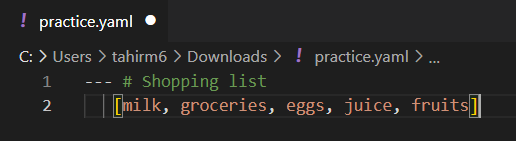 ! practice.yaml ●
C: > Users > tahirm6 > Downloads > ! practice.yaml > ...
1 --- # Shopping list
2 [milk, groceries, eggs, juice, fruits]